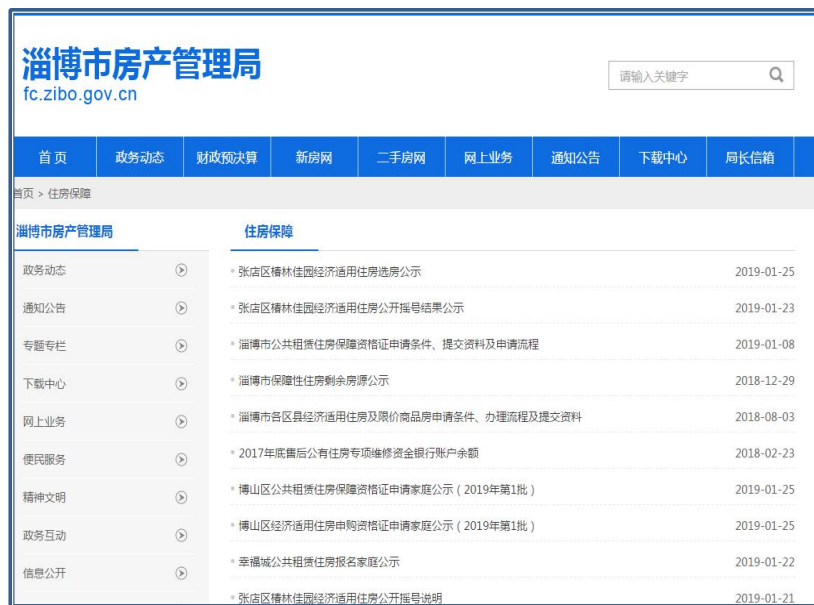 淄博市房产管理局
fc.zibo.gov.cn
请输入关键字
首 页 政务动态 财政预决算 新房网 二手房网 网上业务 通知公告 下载中心 局长信箱
首页 > 住房保障
淄博市房产管理局
政务动态
通知公告
专题专栏
下载中心
网上业务
便民服务
精神文明
政务互动
信息公开
住房保障
张店区椿林佳园经济适用住房选房公示 2019-01-25
张店区椿林佳园经济适用住房公开摇号结果公示 2019-01-23
淄博市公共租赁住房保障资格证申请条件、提交资料及申请流程 2019-01-08
淄博市保障性住房剩余房源公示 2018-12-29
淄博市各区县经济适用住房及限价商品房申请条件、办理流程及提交资料 2018-08-03
2017年底售后公有住房专项维修资金银行账户余额 2018-02-23
博山区公共租赁住房保障资格证申请家庭公示（2019年第1批） 2019-01-25
博山区经济适用住房申购资格证申请家庭公示（2019年第1批） 2019-01-25
幸福城公共租赁住房报名家庭公示 2019-01-22
张店区椿林佳园经济适用住房公开摇号说明 2019-01-21